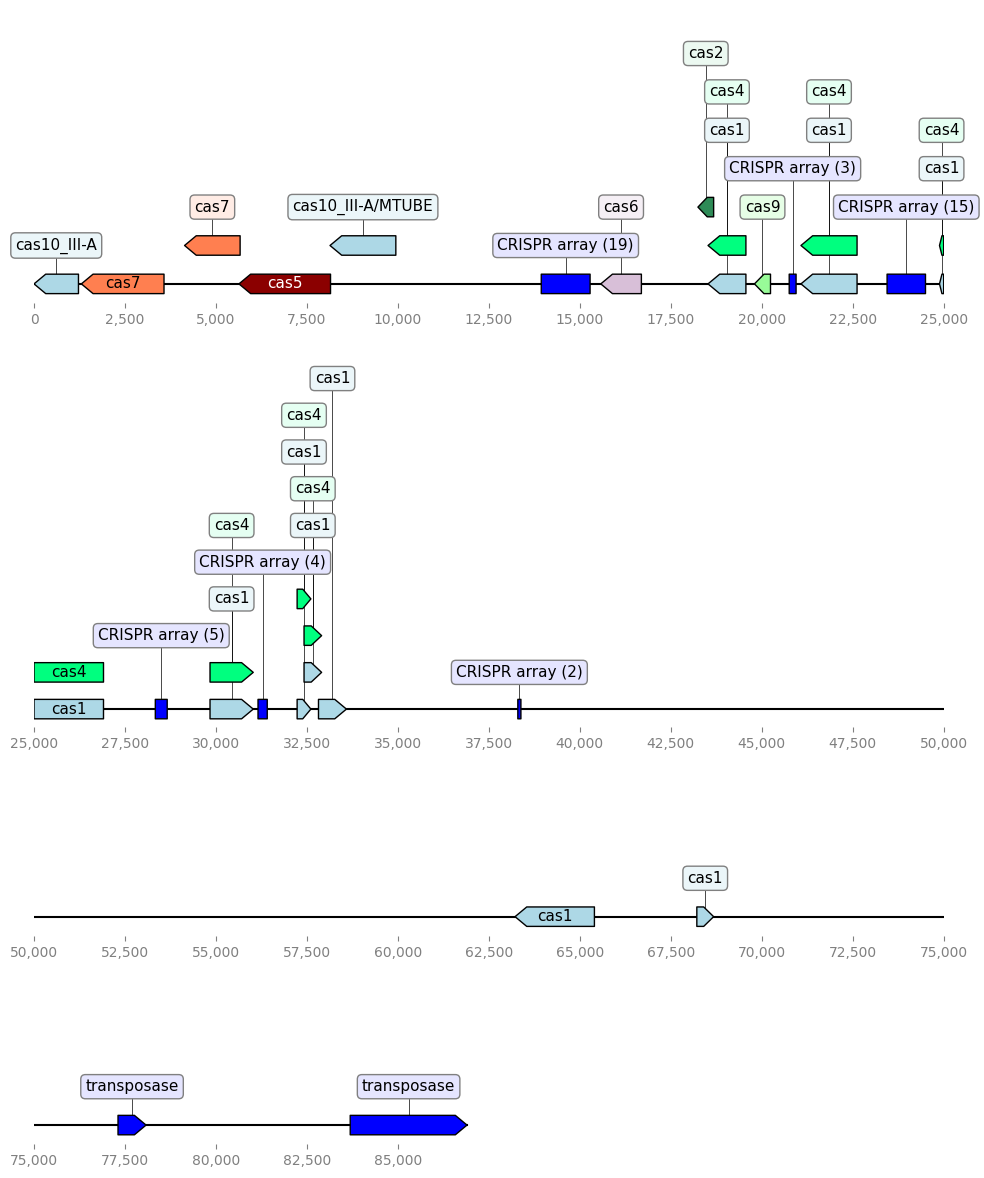 cas2
cas4 cas4
cas1 cas1 cas4
CRISPR array (3) cas1
cas7 cas10_III-A/MTUBE cas6 cas9 CRISPR array (15)
cas10_III-A CRISPR array (19)
cas7 cas5
0 2,500 5,000 7,500 10,000 12,500 15,000 17,500 20,000 22,500 25,000
cas1
cas4
cas1
cas4
cas4 cas1
CRISPR array (4)
cas1
CRISPR array (5)
cas4 CRISPR array (2)
cas1
25,000 27,500 30,000 32,500 35,000 37,500 40,000 42,500 45,000 47,500 50,000
cas1
cas1
50,000 52,500 55,000 57,500 60,000 62,500 65,000 67,500 70,000 72,500 75,000
transposase transposase
75,000 77,500 80,000 82,500 85,000